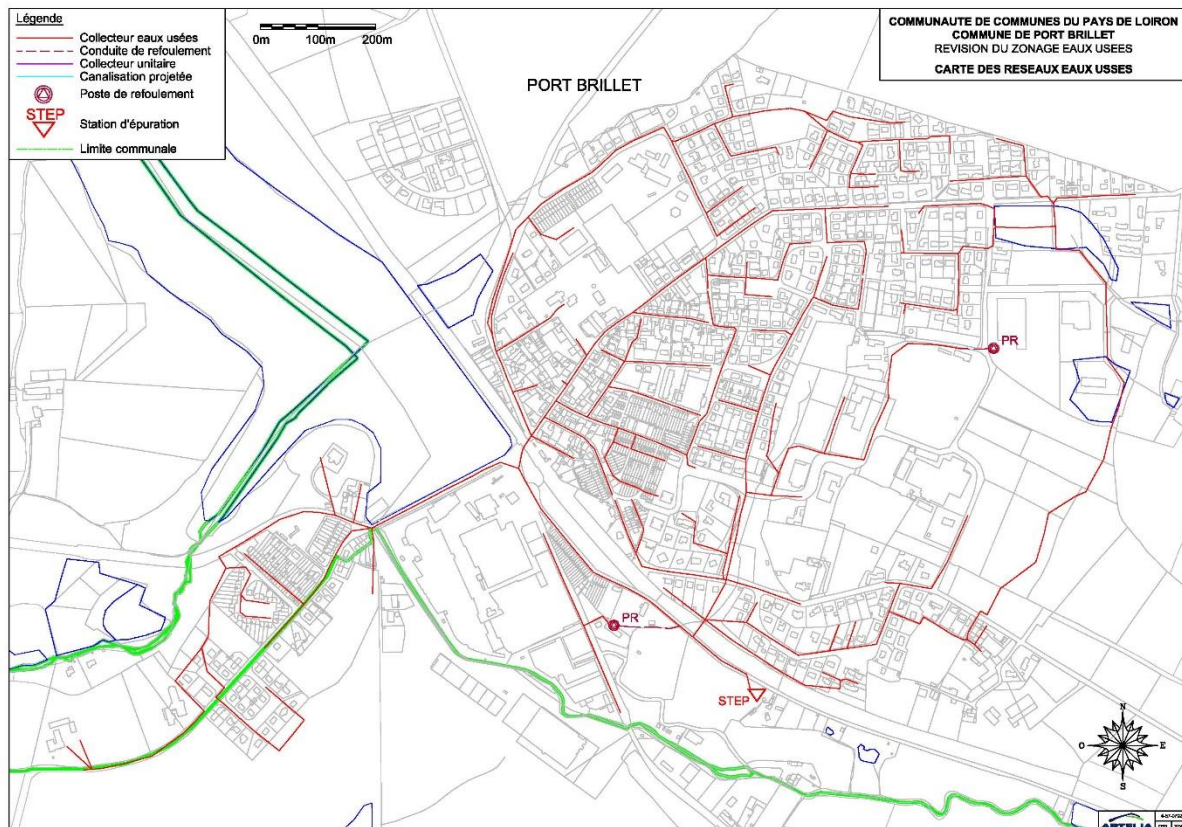 Légende
Collecteur eaux usées
Conduite de refoulement
Collecteur unitaire
Canalisation projetée
Poste de refoulement
STEP
Station d'épuration
Limite communale
0m 100m 200m
COMMUNAUTE DE COMMUNES DU PAYS DE LOIRON
COMMUNE DE PORT BRILLET
REVISION DU ZONAGE EAUX USEES
CARTE DES RESEAUX EAUX USSES
PORT BRILLET
PR
PR
STEP
N
O E
S
ARTELIA